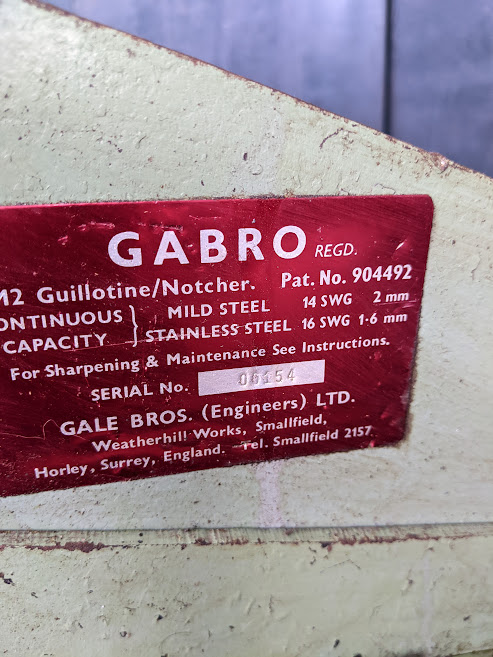 GABRO REGD.
M2 Guillotine/Notcher. Pat. No. 904492
CONTINUOUS CAPACITY } MILD STEEL 14 SWG 2 mm
STAINLESS STEEL 16 SWG 1·6 mm
For Sharpening & Maintenance See Instructions.
SERIAL No. 06154
GALE BROS. (Engineers) LTD.
Weatherhill Works, Smallfield,
Horley, Surrey, England. Tel. Smallfield 2157